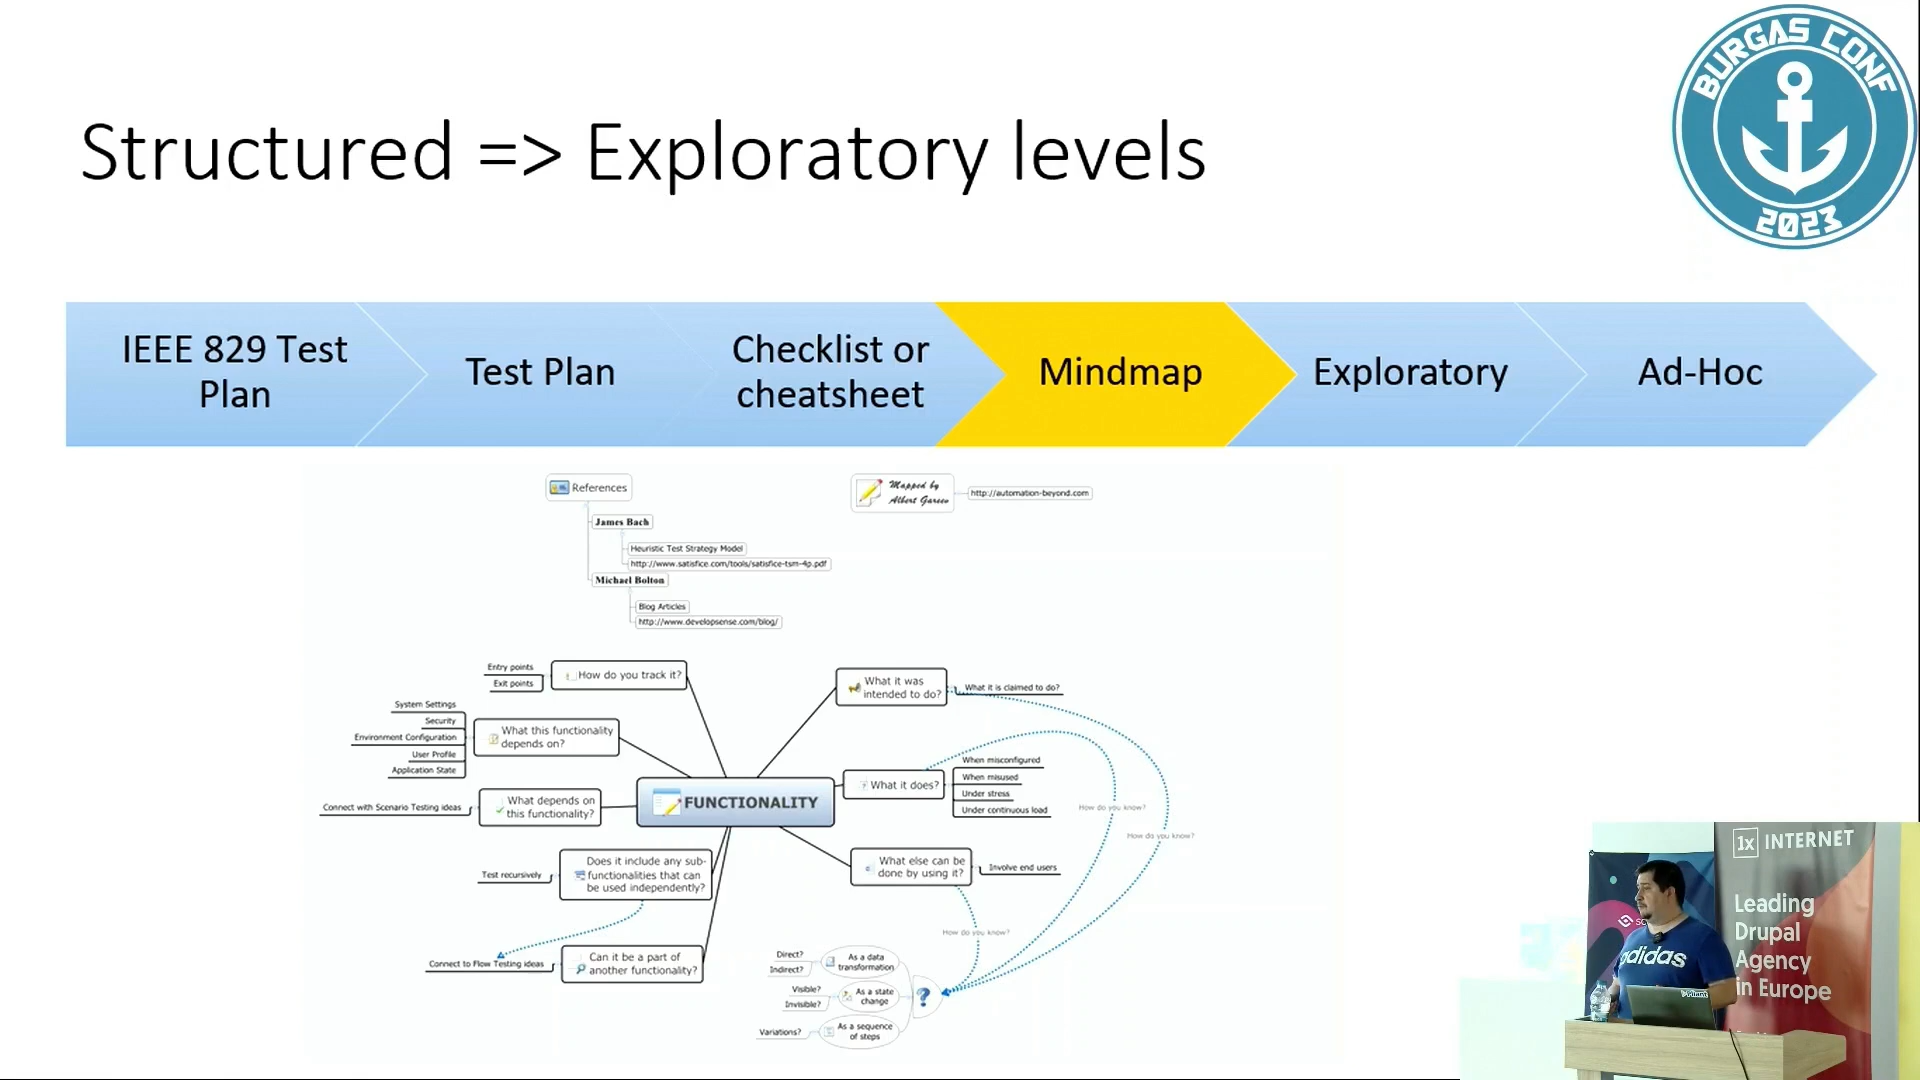 BURGAS CONF
2023
Structured => Exploratory levels
IEEE 829 Test
Plan
Test Plan
Checklist or
cheatsheet
Mindmap
Exploratory
Ad-Hoc
References
James Bach
Heuristic Test Strategy Model
http://www.satisfice.com/tools/satisfice-tsm-4p.pdf
Michael Bolton
Blog Articles
http://www.developsense.com/blog/
Mapped by
Albert Gareev
http://automation-beyond.com
Entry points
Exit points
How do you track it?
System Settings
Security
Environment Configuration
User Profile
Application State
What this functionality
depends on?
Connect with Scenario Testing ideas
What depends on
this functionality?
Test recursively
Does it include any sub-
functionalities that can
be used independently?
Connect to Flow Testing ideas
Can it be a part of
another functionality?
FUNCTIONALITY
What it was
intended to do?
What it is claimed to do?
What it does?
When misconfigured
When misused
Under stress
Under continuous load
How do you know?
How do you know?
What else can be
done by using it?
Involve end users
How do you know?
Direct?
Indirect?
As a data
transformation
Visible?
Invisible?
As a state
change
Variations?
As a sequence
of steps
?
1x INTERNET
Leading
Drupal
Agency
in Europe
adidas